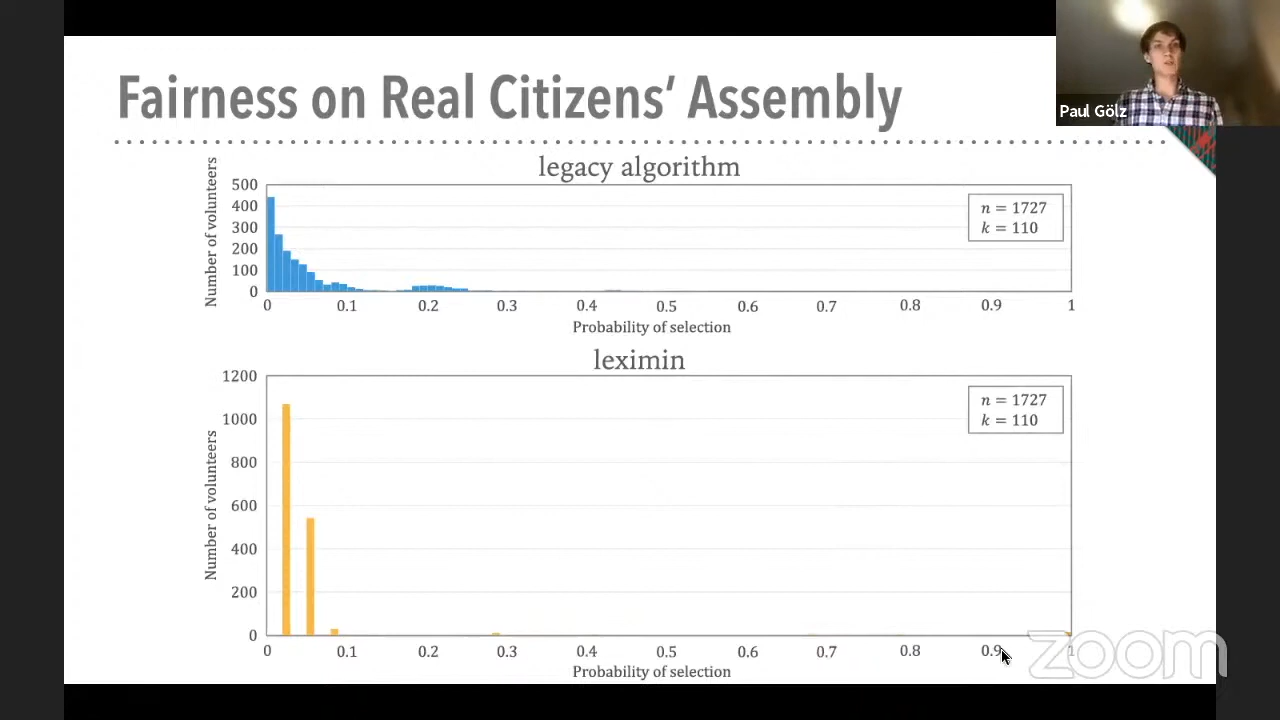 Fairness on Real Citizens‘ Assembly
Paul Gölz
legacy algorithm
Number of volunteers
500
400
300
200
100
0
n = 1727
k = 110
0 0.1 0.2 0.3 0.4 0.5 0.6 0.7 0.8 0.9 1
Probability of selection
leximin
Number of volunteers
1200
1000
800
600
400
200
0
n = 1727
k = 110
0 0.1 0.2 0.3 0.4 0.5 0.6 0.7 0.8 0.9 1
Probability of selection
zoom